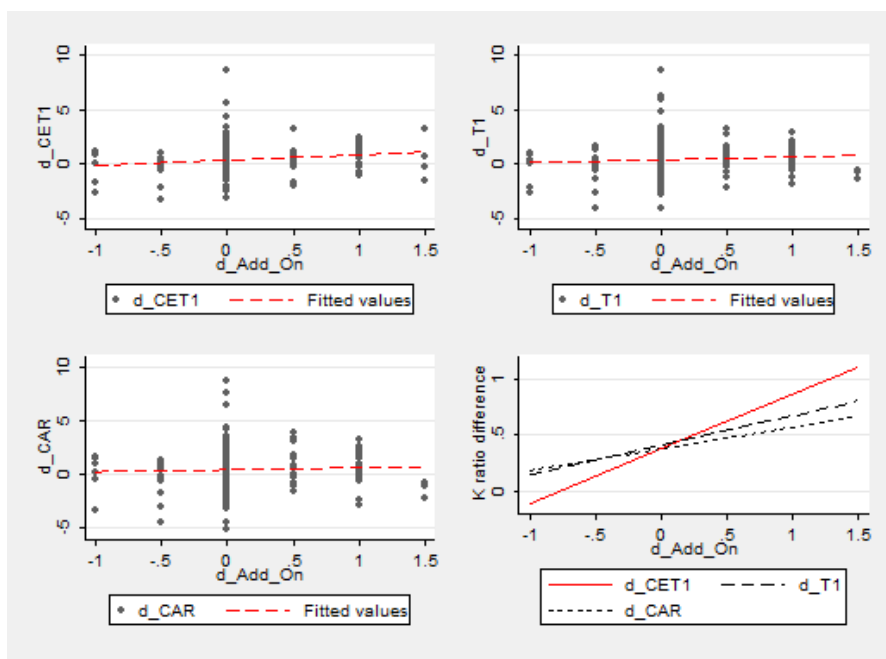 d_CET1
10
5
0
-5
-1 -.5 0 .5 1 1.5
d_Add_On
d_CET1 Fitted values
d_T1
10
5
0
-5
-1 -.5 0 .5 1 1.5
d_Add_On
d_T1 Fitted values
d_CAR
10
5
0
-5
-1 -.5 0 .5 1 1.5
d_Add_On
d_CAR Fitted values
K ratio difference
1
.5
0
-1 -.5 0 .5 1 1.5
d_Add_On
d_CET1 d_T1
d_CAR